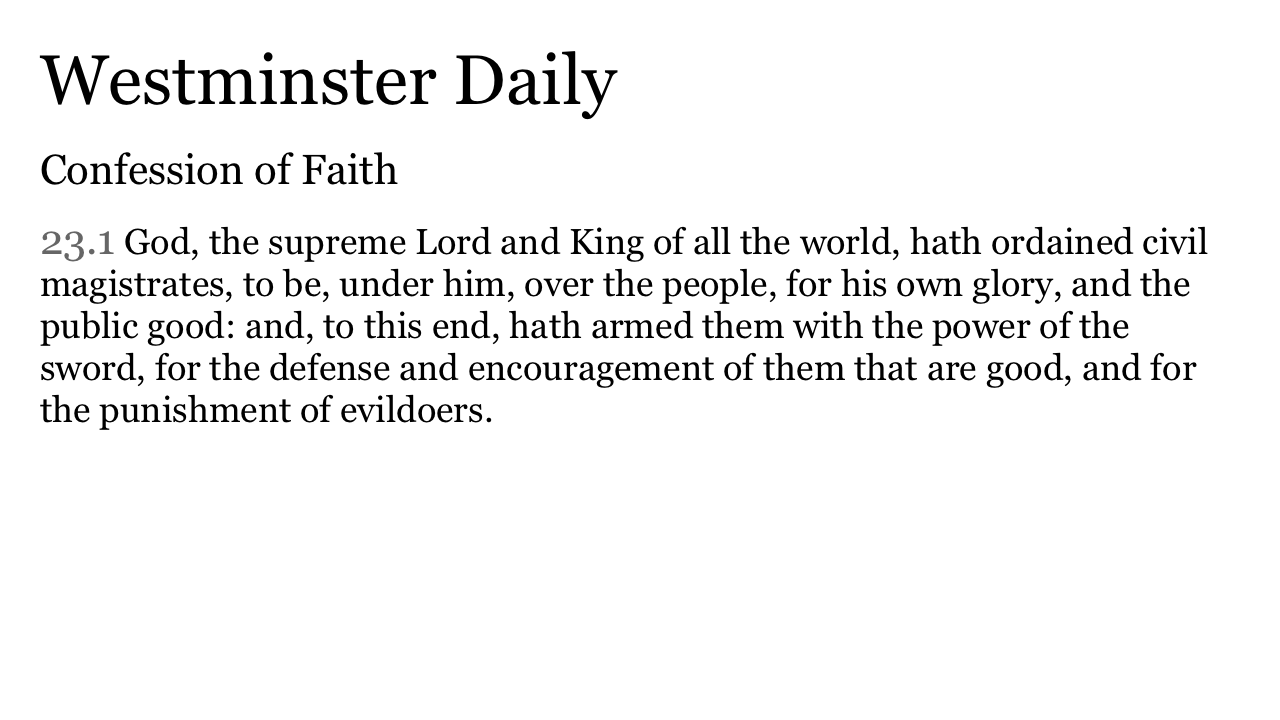 Westminster Daily
Confession of Faith
23.1 God, the supreme Lord and King of all the world, hath ordained civil
magistrates, to be, under him, over the people, for his own glory, and the
public good: and, to this end, hath armed them with the power of the
sword, for the defense and encouragement of them that are good, and for
the punishment of evildoers.